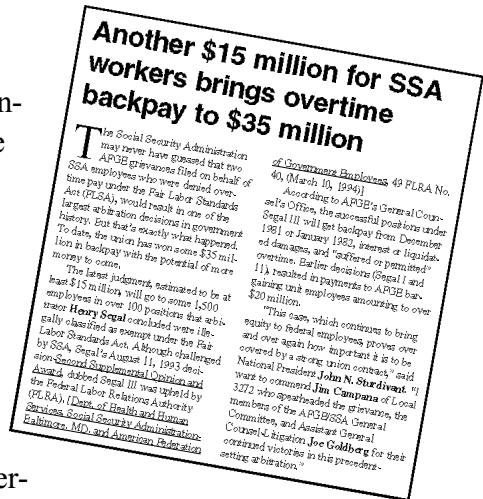 n-
e
er-
Another $15 million for SSA
workers brings overtime
backpay to $35 million
The Social Security Administration
may never have guessed that two
AFGE grievances filed on behalf of
SSA employees who were denied over-
time pay under the Fair Labor Standards
Act (FLSA), would result in one of the
largest arbitration decisions in government
history. But that's exactly what happened.
To date, the union has won some $35 mil-
lion in backpay with the potential of more
money to come.
The latest judgment, estimated to be at
least $15 million, will go to some 1,500
employees in over 100 positions that arbi-
trator Henry Segal concluded were ille-
gally classified as exempt under the Fair
Labor Standards Act. Although challenged
by SSA, Segal's August 11, 1993 deci-
sion-Second Supplemental Opinion and
Award, dubbed Segal III was upheld by
the Federal Labor Relations Authority
(FLRA). [Dept. of Health and Human
Services, Social Security Administration-
Baltimore, MD. and American Federation
of Government Employees, 49 FLRA No.
40, (March 10, 1994)]
According to AFGE's General Coun-
sel's Office, the successful positions under
Segal III will get backpay from December
1981 or January 1982, interest or liquidat-
ed damages, and "suffered or permitted"
overtime. Earlier decisions (Segal I and
II), resulted in payments to AFGE bar-
gaining unit employees amounting to over
$20 million.
"This case, which continues to bring
equity to federal employees, proves over
and over again how important it is to be
covered by a strong union contract," said
National President John N. Sturdivant. "I
want to commend Jim Campana of Local
3272 who spearheaded the grievance, the
members of the AFGE/SSA General
Committee, and Assistant General
Counsel-Litigation Joe Goldberg for their
continued victories in this precedent-
setting arbitration."